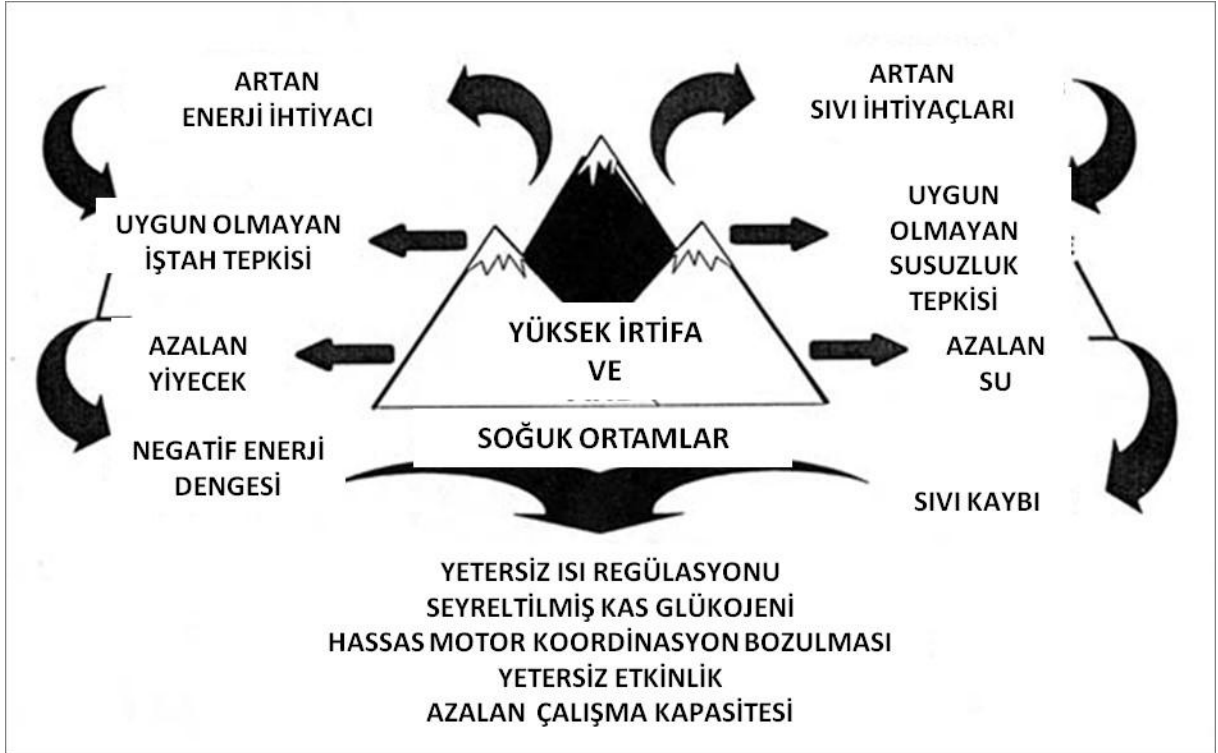 ARTAN
ENERJİ İHTİYACI
ARTAN
SIVI İHTİYAÇLARI
UYGUN OLMAYAN
İŞTAH TEPKİSİ
UYGUN
OLMAYAN
SUSUZLUK
TEPKİSİ
AZALAN
YİYECEK
YÜKSEK İRTİFA
VE
SOĞUK ORTAMLAR
AZALAN
SU
NEGATİF ENERJİ
DENGESİ
SIVI KAYBI
YETERSİZ ISI REGÜLASYONU
SEYRELTİLMİŞ KAS GLÜKOJENİ
HASSAS MOTOR KOORDİNASYON BOZULMASI
YETERSİZ ETKİNLİK
AZALAN ÇALIŞMA KAPASİTESİ